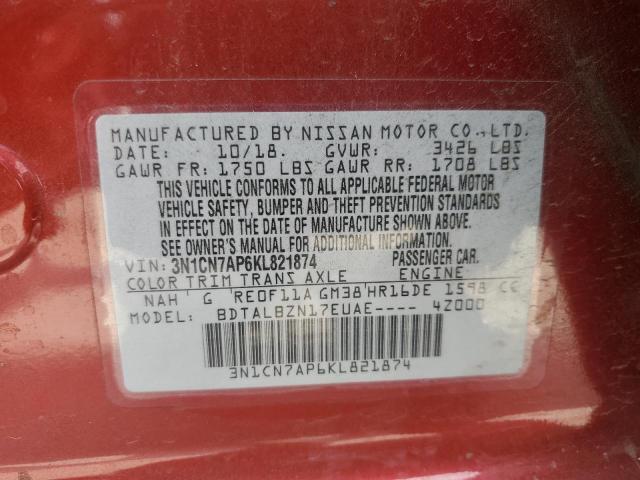 MANUFACTURED BY NISSAN MOTOR CO., LTD.
DATE: 10/18. GVWR: 3426 LBS
GAWR FR: 1750 LBS GAWR RR: 1708 LBS
THIS VEHICLE CONFORMS TO ALL APPLICABLE FEDERAL MOTOR
VEHICLE SAFETY, BUMPER AND THEFT PREVENTION STANDARDS
IN EFFECT ON THE DATE OF MANUFACTURE SHOWN ABOVE.
SEE OWNER'S MANUAL FOR ADDITIONAL INFORMATION.
VIN: 3N1CN7AP6KL821874 PASSENGER CAR.
COLOR TRIM TRANS AXLE ENGINE
NAH G RE0F11A GM38 HR16DE 1598 CC
MODEL: BDTALBZN17EUAE---- 4Z000
3N1CN7AP6KL821874